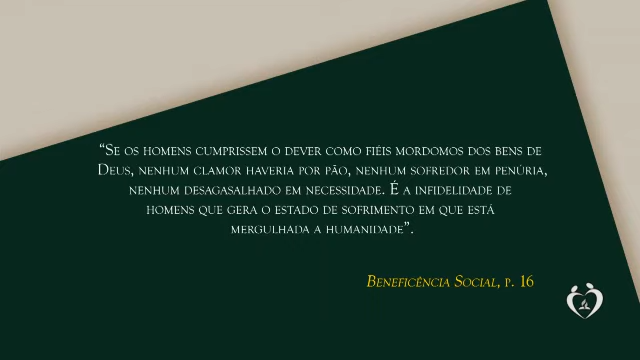 “Se os homens cumprissem o dever como fiéis mordomos dos bens de
Deus, nenhum clamor haveria por pão, nenhum sofredor em penúria,
nenhum desagasalhado em necessidade. É a infidelidade de
homens que gera o estado de sofrimento em que está
mergulhada a humanidade”.
Beneficência Social, p. 16